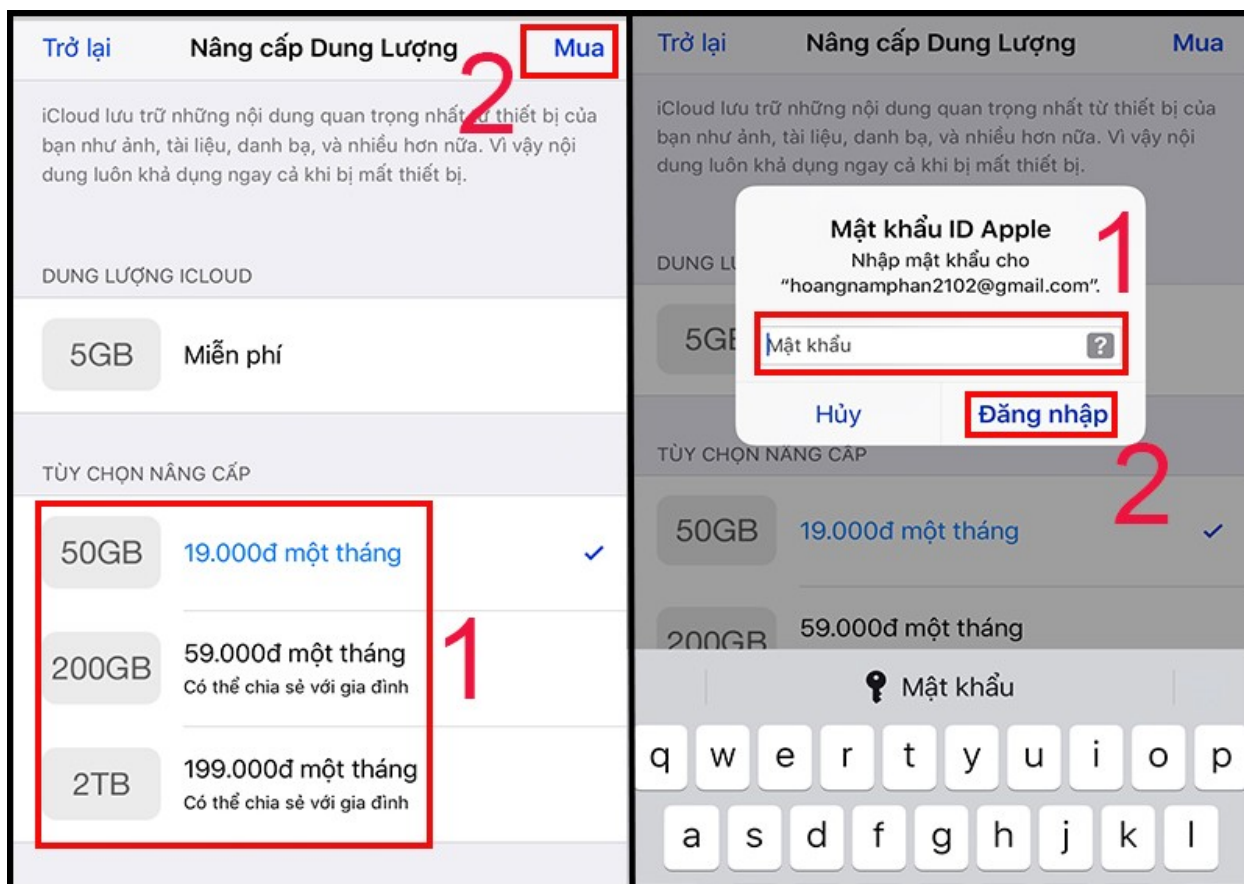 Trở lại Nâng cấp Dung Lượng Mua
2
iCloud lưu trữ những nội dung quan trọng nhất từ thiết bị của
bạn như ảnh, tài liệu, danh bạ, và nhiều hơn nữa. Vì vậy nội
dung luôn khả dụng ngay cả khi bị mất thiết bị.
DUNG LƯỢNG ICLOUD
5GB Miễn phí
TÙY CHỌN NÂNG CẤP
50GB 19.000đ một tháng
200GB 59.000đ một tháng
Có thể chia sẻ với gia đình
1
2TB 199.000đ một tháng
Có thể chia sẻ với gia đình
Trở lại Nâng cấp Dung Lượng Mua
iCloud lưu trữ những nội dung quan trọng nhất từ thiết bị của
bạn như ảnh, tài liệu, danh bạ, và nhiều hơn nữa. Vì vậy nội
dung luôn khả dụng ngay cả khi bị mất thiết bị.
Mật khẩu ID Apple
1
Nhập mật khẩu cho
“hoangnamphan2102@gmail.com”.
DUNG
5G
Mật khẩu ?
Hủy Đăng nhập
2
TÙY CHỌN NÂNG CẤP
50GB 19.000đ một tháng
200GB 59.000đ một tháng
Mật khẩu
q w e r t y u i o p
a s d f g h j k l